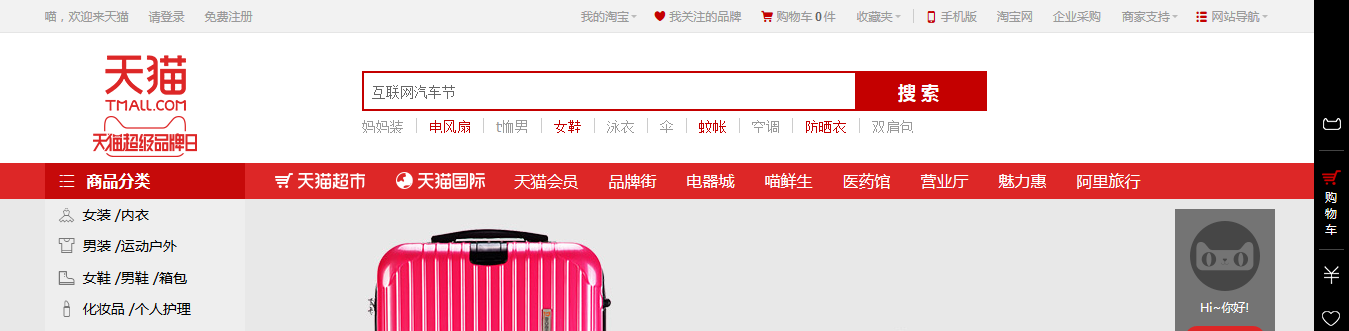 喵，欢迎来天猫 请登录 免费注册 我的淘宝 我关注的品牌 购物车 0 件 收藏夹 手机版 淘宝网 企业采购 商家支持 网站导航
天猫
TMALL.COM
天猫超级品牌日
互联网汽车节 搜索
妈妈装 电风扇 t恤男 女鞋 泳衣 伞 蚊帐 空调 防晒衣 双肩包
商品分类 天猫超市 天猫国际 天猫会员 品牌街 电器城 喵鲜生 医药馆 营业厅 魅力惠 阿里旅行
女装 /内衣
男装 /运动户外
女鞋 /男鞋 /箱包
化妆品 /个人护理
Hi~你好!
购
物
车